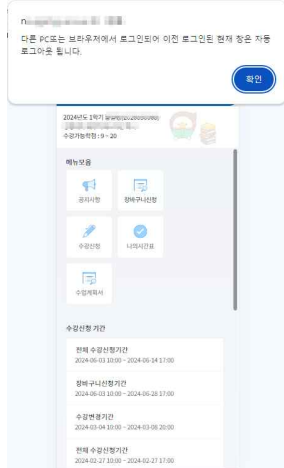 다른 PC또는 브라우저에서 로그인되어 이전 로그인된 현재 창은 자동
로그아웃 됩니다.
확인
2024년도 1학기
수강가능학점 : 9 ~ 20
메뉴모음
공지사항
장바구니신청
수강신청
나의시간표
수업계획서
수강신청 기간
전체 수강신청기간
2024-06-03 10:00 ~ 2024-06-14 17:00
장바구니신청기간
2024-06-03 10:00 ~ 2024-06-28 17:00
수강변경기간
2024-03-04 10:00 ~ 2024-03-08 20:00
전체 수강신청기간
2024-02-27 10:00 ~ 2024-02-27 17:00